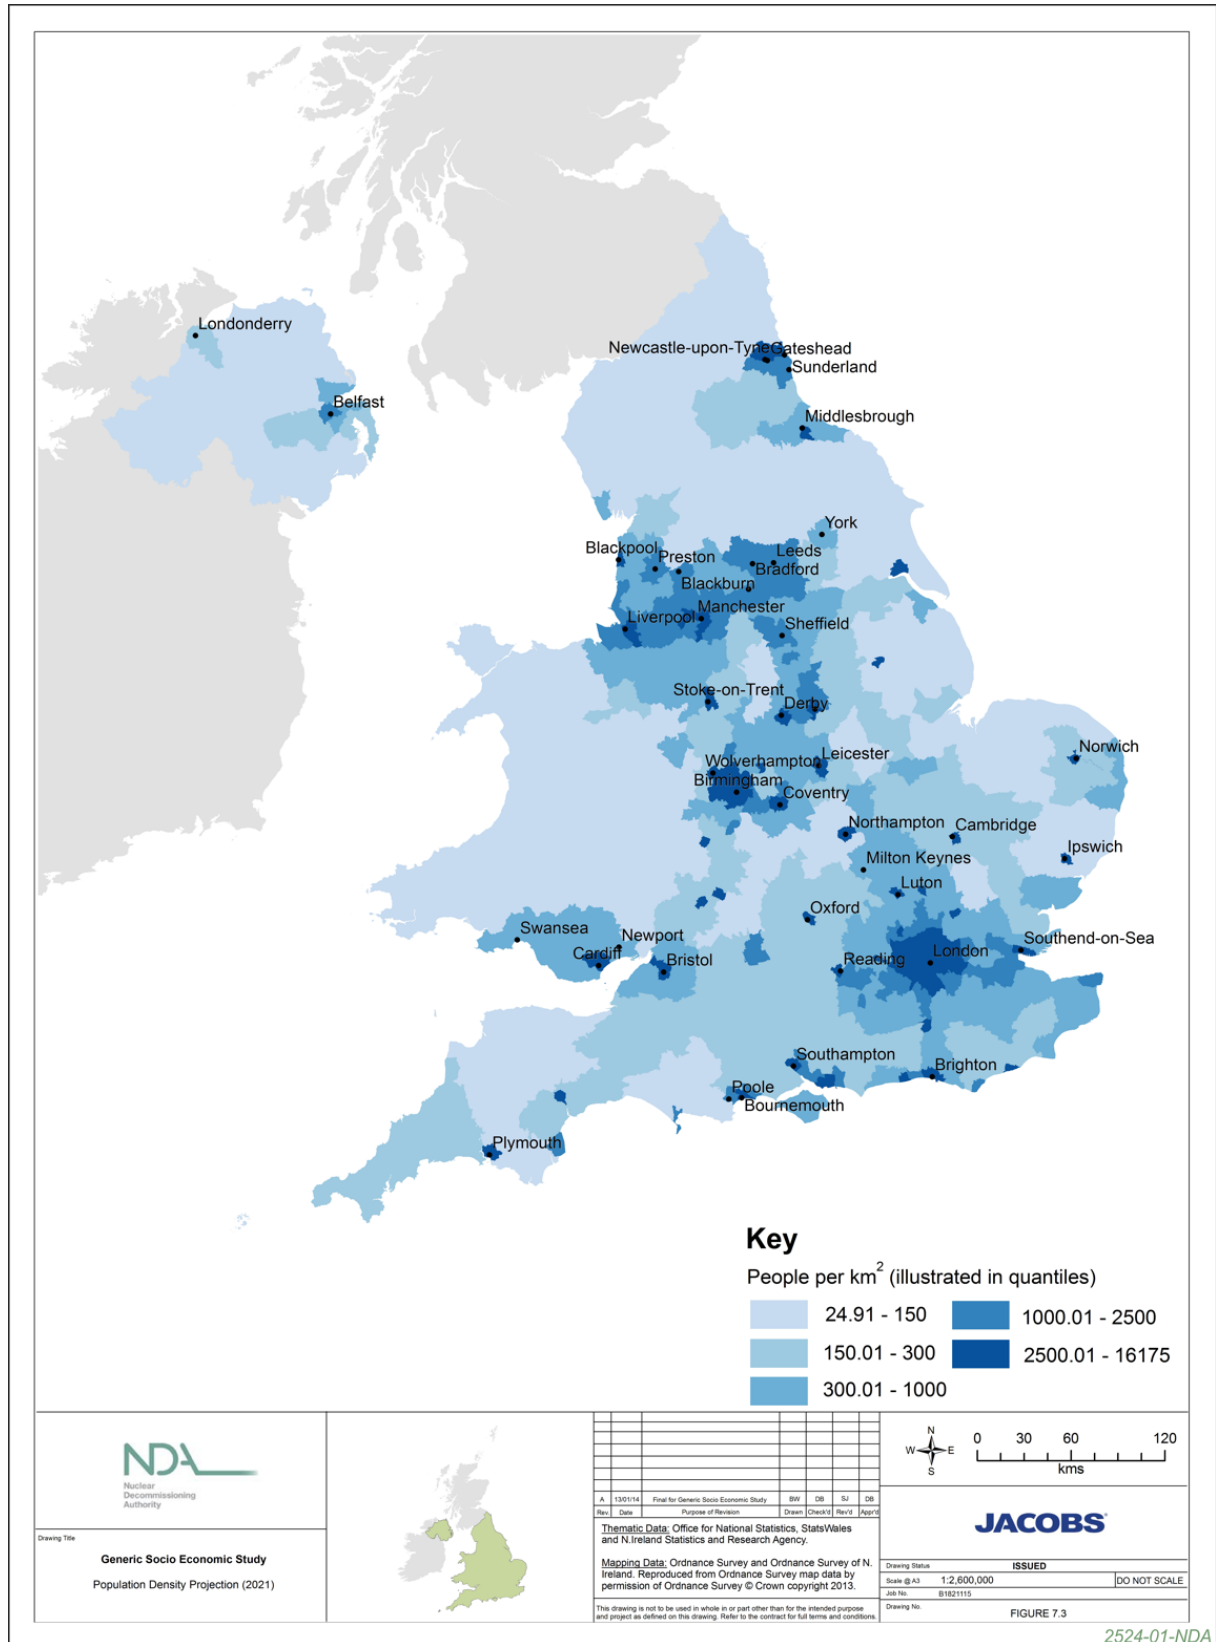 Londonderry
Belfast
Newcastle-upon-Tyne
Gateshead
Sunderland
Middlesbrough
York
Blackpool
Preston
Leeds
Bradford
Blackburn
Manchester
Liverpool
Sheffield
Stoke-on-Trent
Derby
Norwich
Leicester
Wolverhampton
Birmingham
Coventry
Northampton
Cambridge
Ipswich
Milton Keynes
Luton
Oxford
Swansea
Newport
Cardiff
Bristol
Reading
London
Southend-on-Sea
Southampton
Brighton
Poole
Bournemouth
Plymouth
Key
People per km2 (illustrated in quantiles)
24.91 - 150
1000.01 - 2500
150.01 - 300
2500.01 - 16175
300.01 - 1000
NDA
Nuclear
Decommissioning
Authority
Drawing Title
Generic Socio Economic Study
Population Density Projection (2021)
A 13/01/14 Final for Generic Socio Economic Study BW DB SJ DB
Rev. Date Purpose of Revision Drawn Check'd Rev'd Appr'd
Thematic Data: Office for National Statistics, StatsWales
and N.Ireland Statistics and Research Agency.
Mapping Data: Ordnance Survey and Ordnance Survey of N.
Ireland. Reproduced from Ordnance Survey map data by
permission of Ordnance Survey © Crown copyright 2013.
This drawing is not to be used in whole in or part other than for the intended purpose
and project as defined on this drawing. Refer to the contract for full terms and conditions.
N
W E
S
0 30 60 120
kms
JACOBS
Drawing Status ISSUED
Scale @ A3 1:2,600,000 DO NOT SCALE
Job No. B1821115
Drawing No. FIGURE 7.3
2524-01-NDA